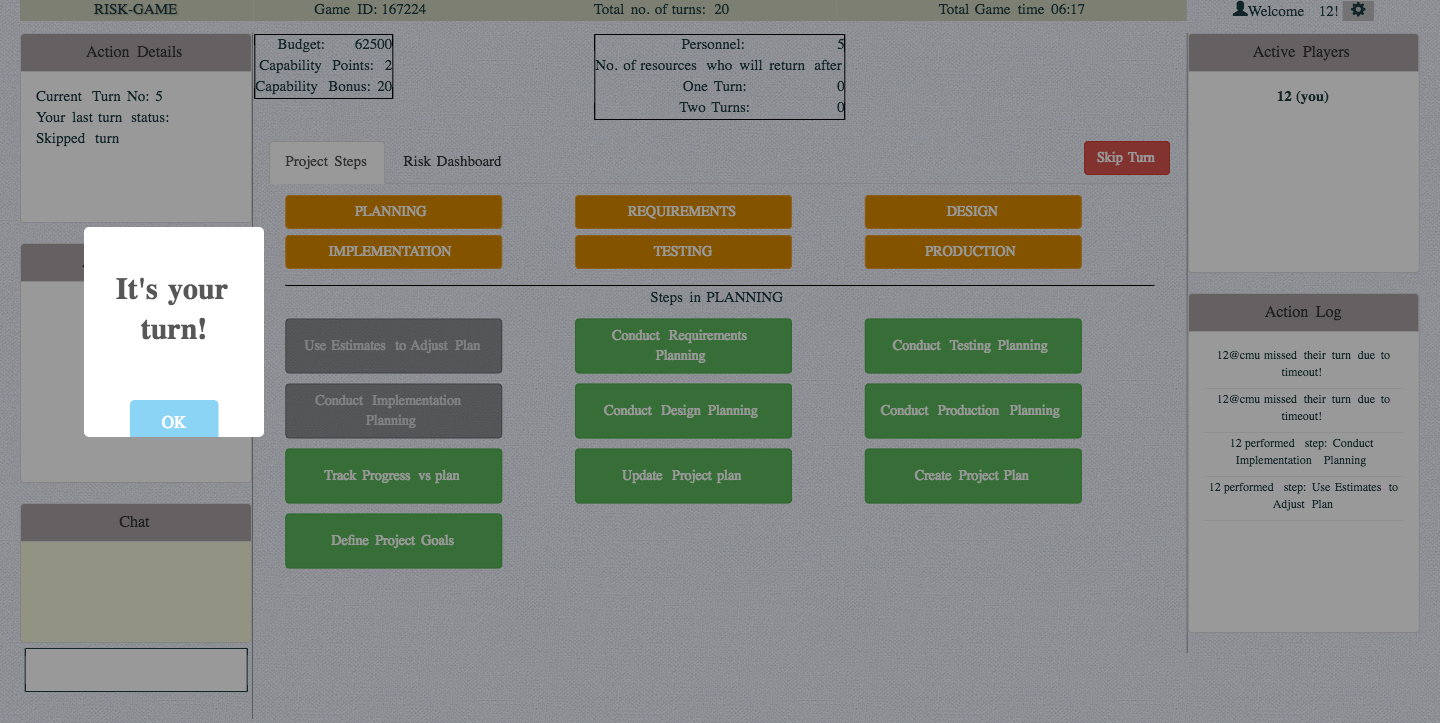 RISK-GAME
Game ID: 167224
Total no. of turns: 20
Total Game time 06:17
Welcome 12!
Action Details
Current Turn No: 5
Your last turn status:
Skipped turn
Budget: 62500
Capability Points: 2
Capability Bonus: 20
Personnel: 5
No. of resources who will return after
One Turn: 0
Two Turns: 0
Active Players
12 (you)
Project Steps
Risk Dashboard
Skip Turn
PLANNING
REQUIREMENTS
DESIGN
IMPLEMENTATION
TESTING
PRODUCTION
Steps in PLANNING
Use Estimates to Adjust Plan
Conduct Requirements
Planning
Conduct Testing Planning
Conduct Implementation
Planning
Conduct Design Planning
Conduct Production Planning
Track Progress vs plan
Update Project plan
Create Project Plan
Define Project Goals
It's your
turn!
OK
Chat
Action Log
12@cmu missed their turn due to
timeout!
12@cmu missed their turn due to
timeout!
12 performed step: Conduct
Implementation Planning
12 performed step: Use Estimates to
Adjust Plan